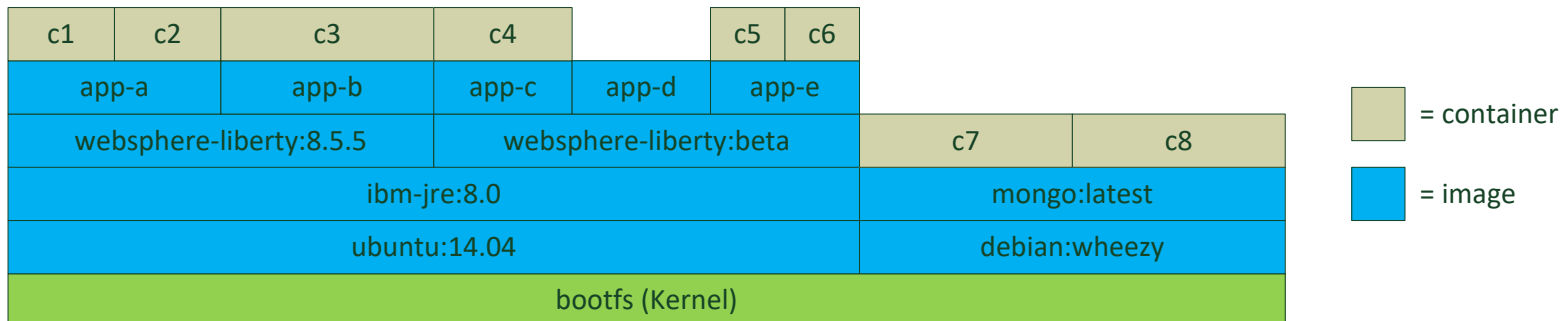 c1 c2 c3 c4 c5 c6
app-a app-b app-c app-d app-e
= container
websphere-liberty:8.5.5 websphere-liberty:beta c7 c8
ibm-jre:8.0 mongo:latest
= image
ubuntu:14.04 debian:wheezy
bootfs (Kernel)